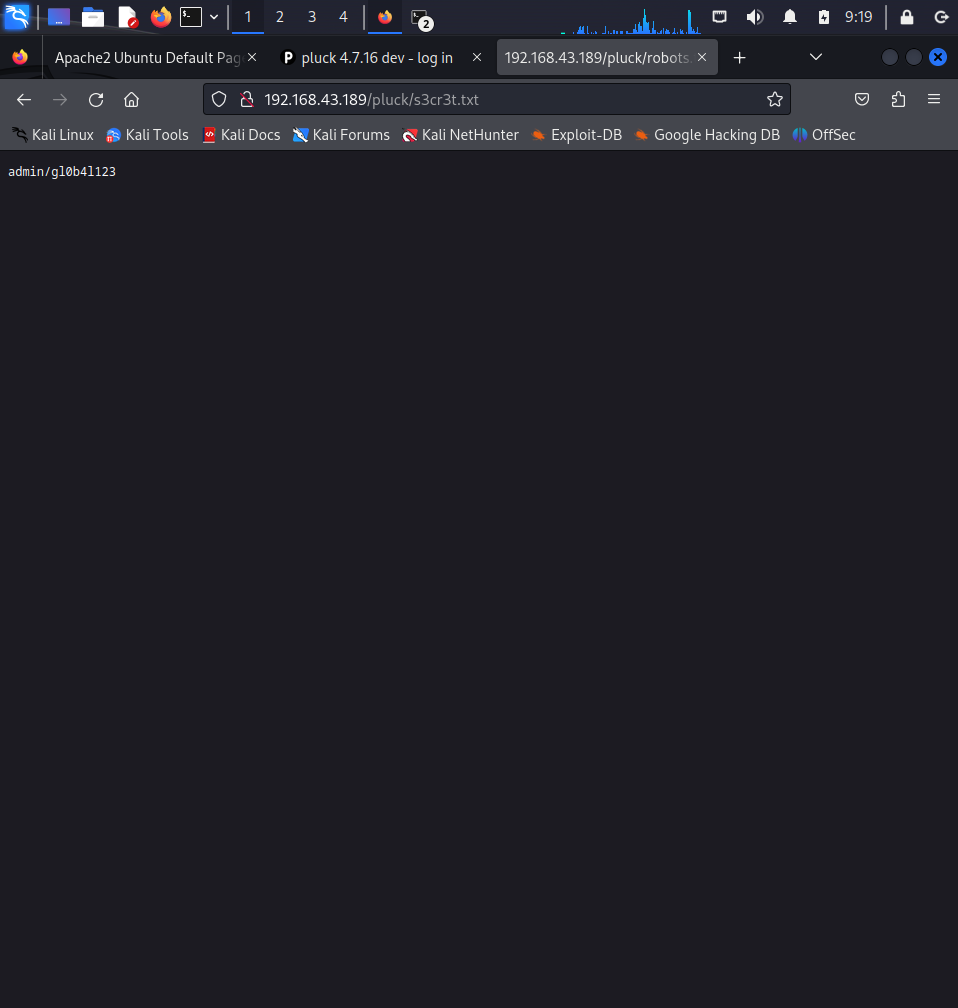 1 2 3 4 2 9:19
Apache2 Ubuntu Default Pag pluck 4.7.16 dev - log in 192.168.43.189/pluck/robots.
192.168.43.189/pluck/s3cr3t.txt
Kali Linux Kali Tools Kali Docs Kali Forums Kali NetHunter Exploit-DB Google Hacking DB OffSec
admin/gl0b4l123